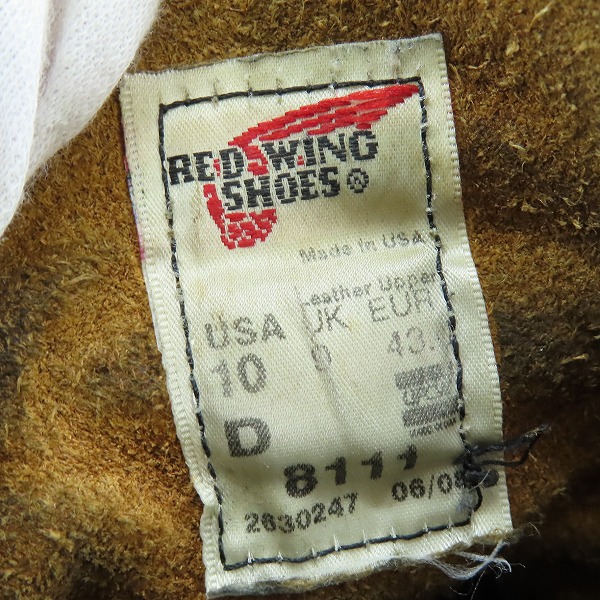 RED WING
SHOES®
Made in USA
Leather Upper
USA UK EUR
10 9 43.
D
8111
2630247 06/08